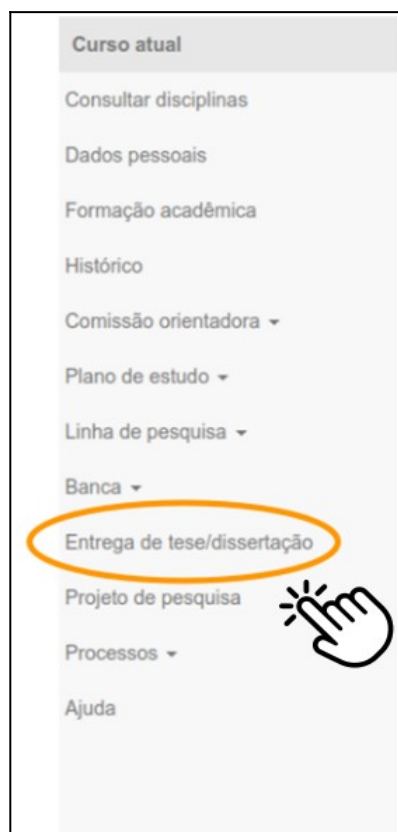 Curso atual
Consultar disciplinas
Dados pessoais
Formação acadêmica
Histórico
Comissão orientadora
Plano de estudo
Linha de pesquisa
Banca
Entrega de tese/dissertação
Projeto de pesquisa
Processos
Ajuda